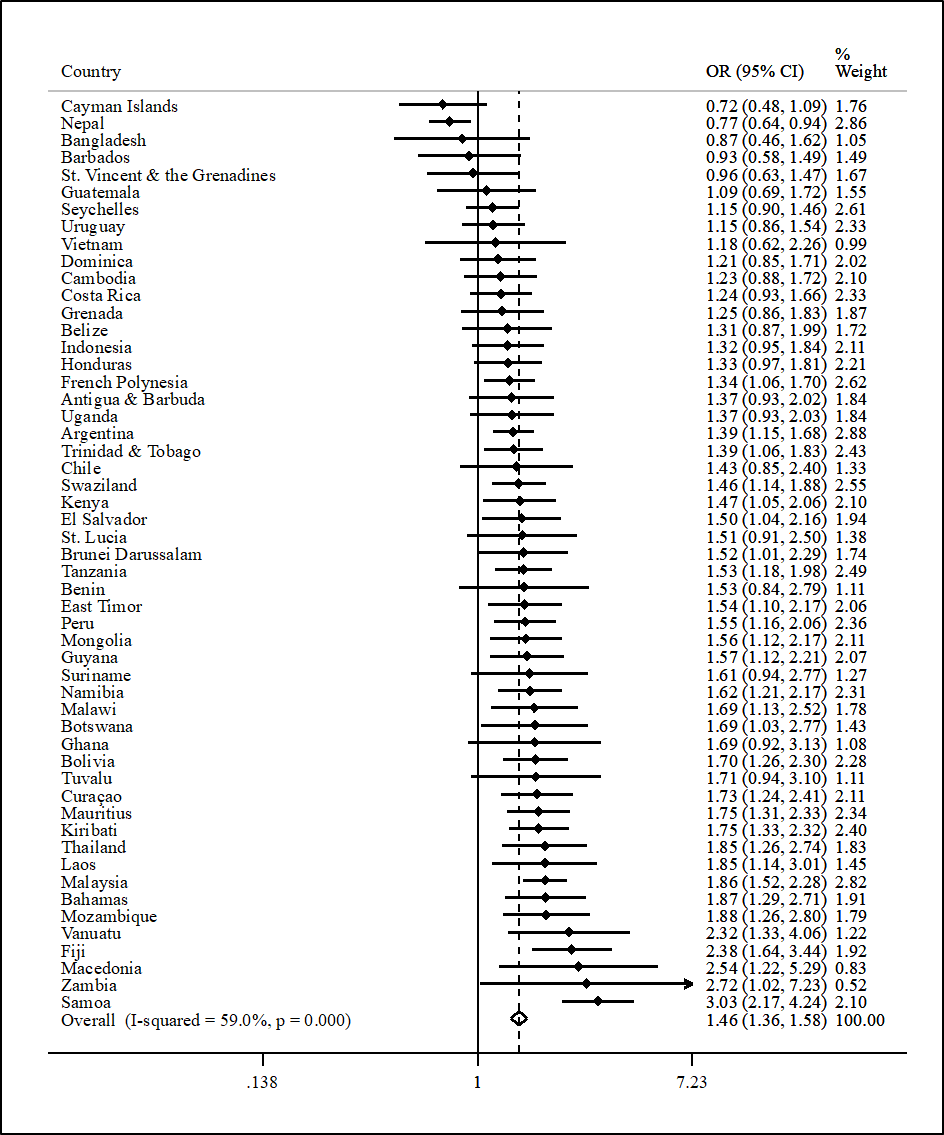 %
Country OR (95% CI) Weight
Cayman Islands 0.72 (0.48, 1.09) 1.76
Nepal 0.77 (0.64, 0.94) 2.86
Bangladesh 0.87 (0.46, 1.62) 1.05
Barbados 0.93 (0.58, 1.49) 1.49
St. Vincent & the Grenadines 0.96 (0.63, 1.47) 1.67
Guatemala 1.09 (0.69, 1.72) 1.55
Seychelles 1.15 (0.90, 1.46) 2.61
Uruguay 1.15 (0.86, 1.54) 2.33
Vietnam 1.18 (0.62, 2.26) 0.99
Dominica 1.21 (0.85, 1.71) 2.02
Cambodia 1.23 (0.88, 1.72) 2.10
Costa Rica 1.24 (0.93, 1.66) 2.33
Grenada 1.25 (0.86, 1.83) 1.87
Belize 1.31 (0.87, 1.99) 1.72
Indonesia 1.32 (0.95, 1.84) 2.11
Honduras 1.33 (0.97, 1.81) 2.21
French Polynesia 1.34 (1.06, 1.70) 2.62
Antigua & Barbuda 1.37 (0.93, 2.02) 1.84
Uganda 1.37 (0.93, 2.03) 1.84
Argentina 1.39 (1.15, 1.68) 2.88
Trinidad & Tobago 1.39 (1.06, 1.83) 2.43
Chile 1.43 (0.85, 2.40) 1.33
Swaziland 1.46 (1.14, 1.88) 2.55
Kenya 1.47 (1.05, 2.06) 2.10
El Salvador 1.50 (1.04, 2.16) 1.94
St. Lucia 1.51 (0.91, 2.50) 1.38
Brunei Darussalam 1.52 (1.01, 2.29) 1.74
Tanzania 1.53 (1.18, 1.98) 2.49
Benin 1.53 (0.84, 2.79) 1.11
East Timor 1.54 (1.10, 2.17) 2.06
Peru 1.55 (1.16, 2.06) 2.36
Mongolia 1.56 (1.12, 2.17) 2.11
Guyana 1.57 (1.12, 2.21) 2.07
Suriname 1.61 (0.94, 2.77) 1.27
Namibia 1.62 (1.21, 2.17) 2.31
Malawi 1.69 (1.13, 2.52) 1.78
Botswana 1.69 (1.03, 2.77) 1.43
Ghana 1.69 (0.92, 3.13) 1.08
Bolivia 1.70 (1.26, 2.30) 2.28
Tuvalu 1.71 (0.94, 3.10) 1.11
Curaçao 1.73 (1.24, 2.41) 2.11
Mauritius 1.75 (1.31, 2.33) 2.34
Kiribati 1.75 (1.33, 2.32) 2.40
Thailand 1.85 (1.26, 2.74) 1.83
Laos 1.85 (1.14, 3.01) 1.45
Malaysia 1.86 (1.52, 2.28) 2.82
Bahamas 1.87 (1.29, 2.71) 1.91
Mozambique 1.88 (1.26, 2.80) 1.79
Vanuatu 2.32 (1.33, 4.06) 1.22
Fiji 2.38 (1.64, 3.44) 1.92
Macedonia 2.54 (1.22, 5.29) 0.83
Zambia 2.72 (1.02, 7.23) 0.52
Samoa 3.03 (2.17, 4.24) 2.10
Overall (I-squared = 59.0%, p = 0.000) 1.46 (1.36, 1.58) 100.00
.138 1 7.23